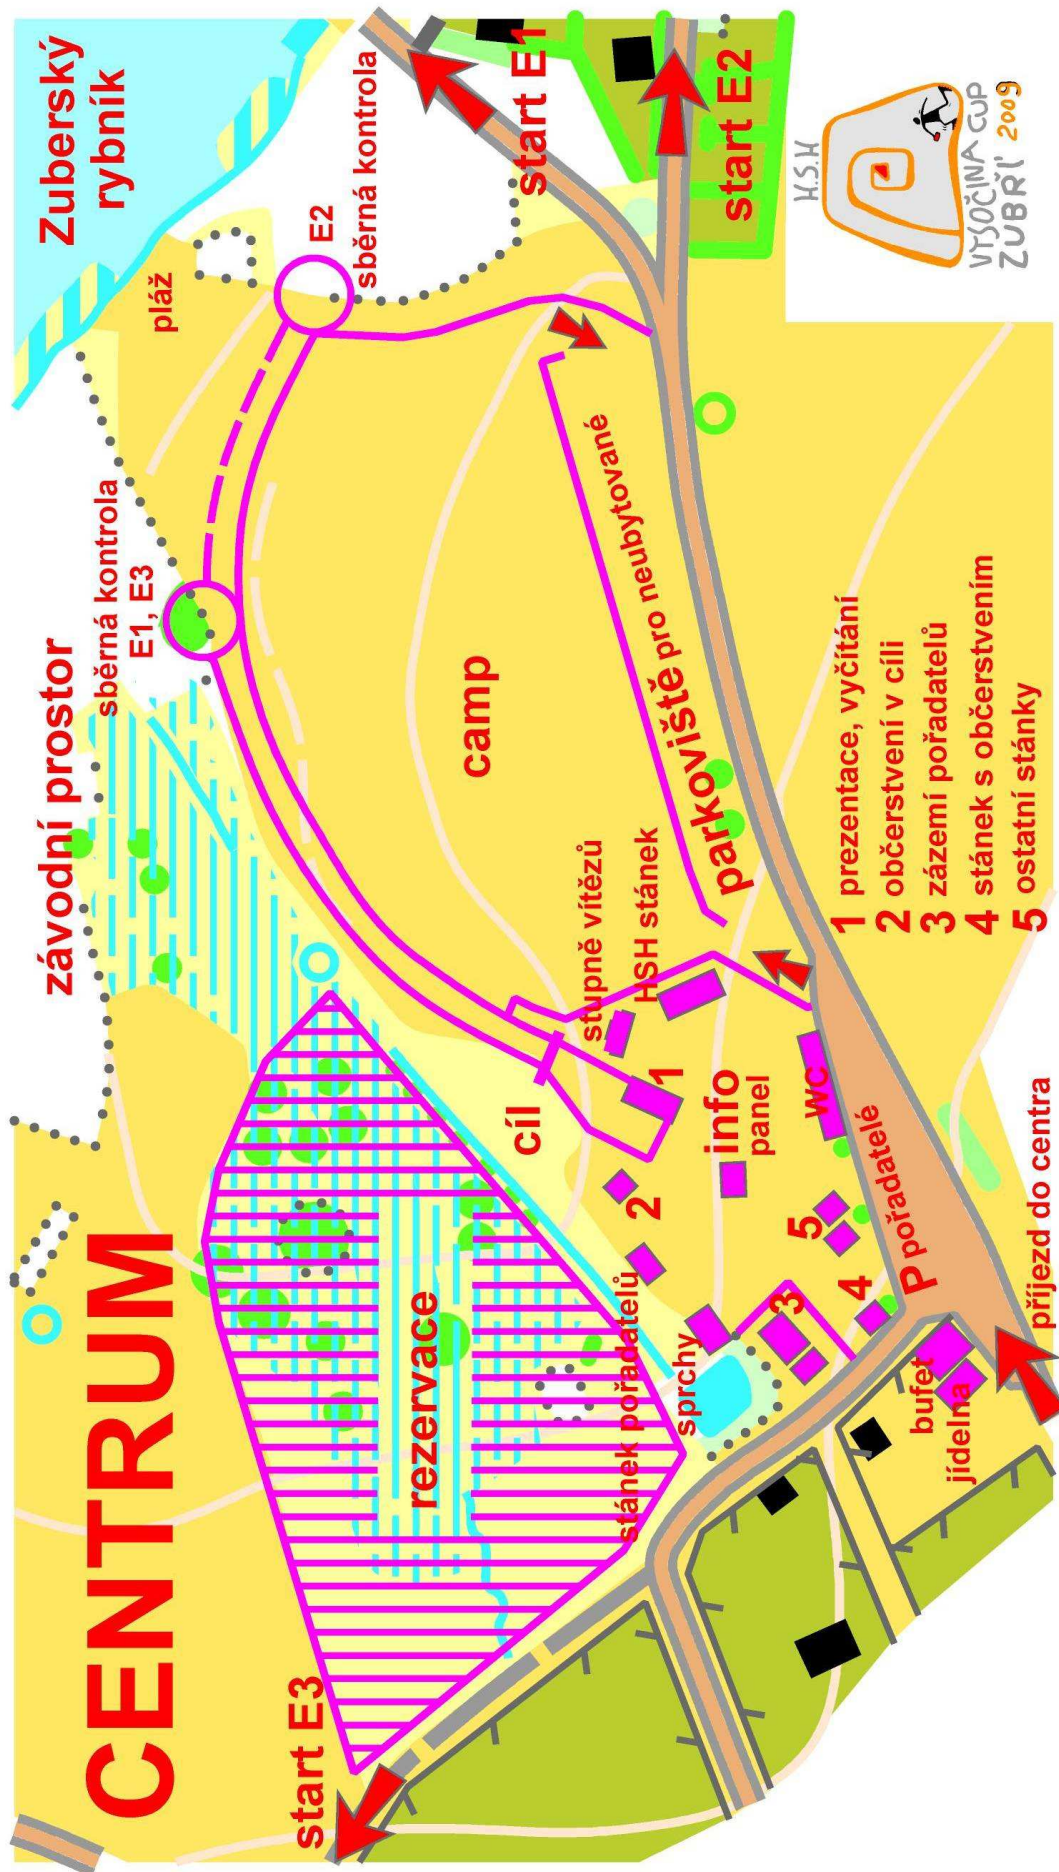 CENTRUM
závodní prostor
Zuberský
rybník
pláž
sběrná kontrola
E1, E3
E2
sběrná kontrola
start E3
rezervace
cíl
camp
start E1
stánek pořadatelů
2
1
stupně vítězů
HSH stánek
parkoviště pro neubytované
sprchy
info
panel
start E2
3
5
WC
4
P pořadatelé
bufet
jídelna
příjezd do centra
1 prezentace, vyčítání
2 občerstvení v cíli
3 zázemí pořadatelů
4 stánek s občerstvením
5 ostatní stánky
H.S.H
VYSOČINA CUP
ZUBŘÍ 2009